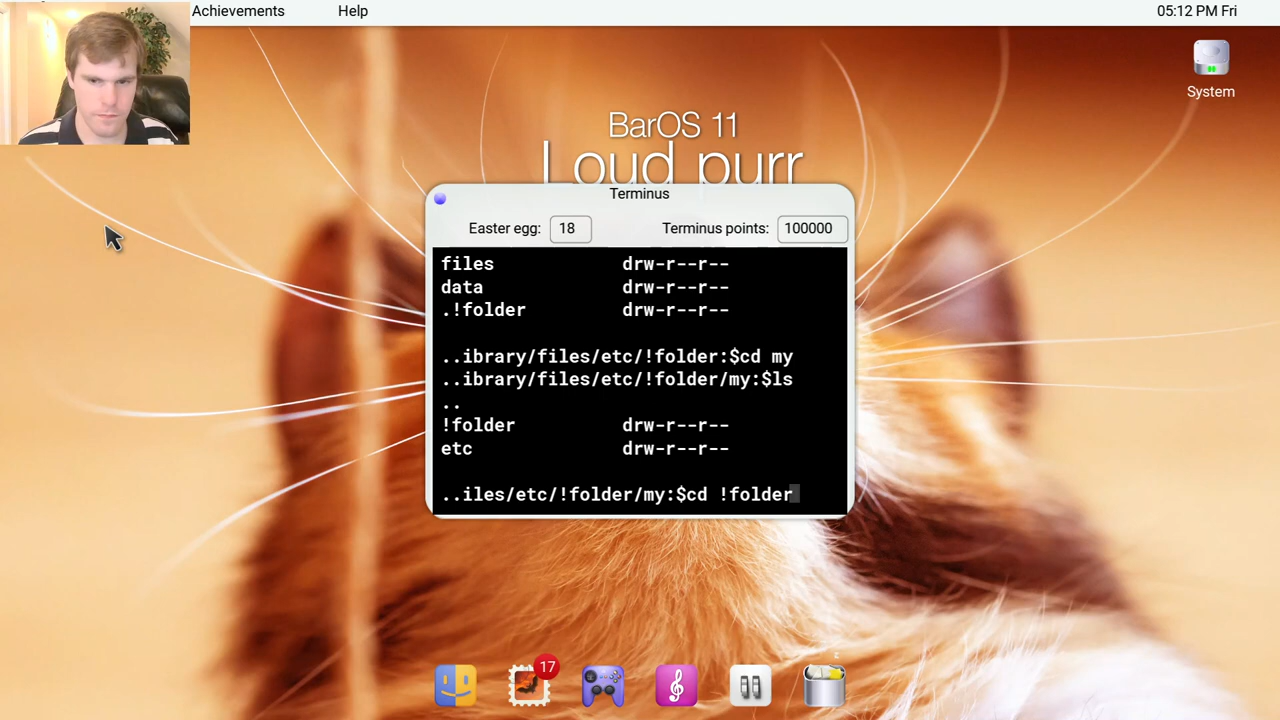 Achievements
Help
05:12 PM Fri
System
BarOS 11
Loud purr
Terminus
Easter egg: 18
Terminus points: 100000
files drw-r--r--
data drw-r--r--
.!folder drw-r--r--
..ibrary/files/etc/!folder:$cd my
..ibrary/files/etc/!folder/my:$ls
..
!folder drw-r--r--
etc drw-r--r--
..iles/etc/!folder/my:$cd !folder
17